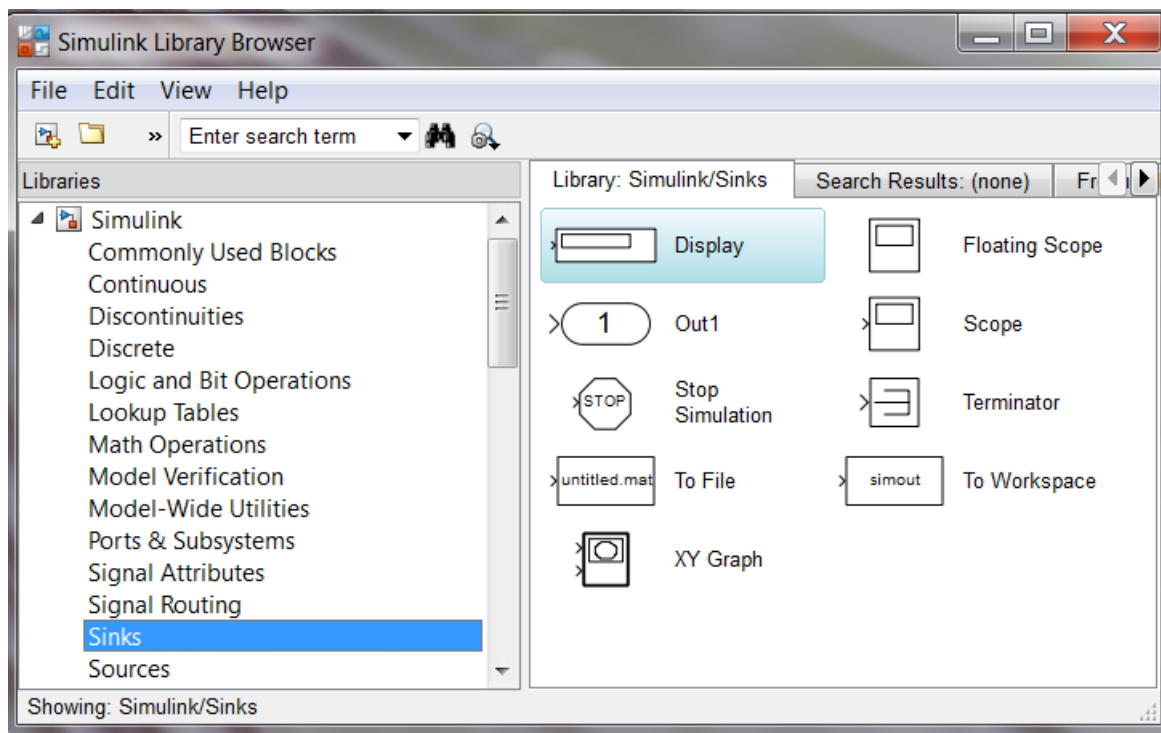 Simulink Library Browser
File Edit View Help
» Enter search term
Libraries
Library: Simulink/Sinks Search Results: (none)
Simulink
Commonly Used Blocks
Continuous
Discontinuities
Discrete
Logic and Bit Operations
Lookup Tables
Math Operations
Model Verification
Model-Wide Utilities
Ports & Subsystems
Signal Attributes
Signal Routing
Sinks
Sources
Display
Floating Scope
1 Out1
Scope
STOP Stop
Simulation
Terminator
untitled.mat To File
simout To Workspace
XY Graph
Showing: Simulink/Sinks